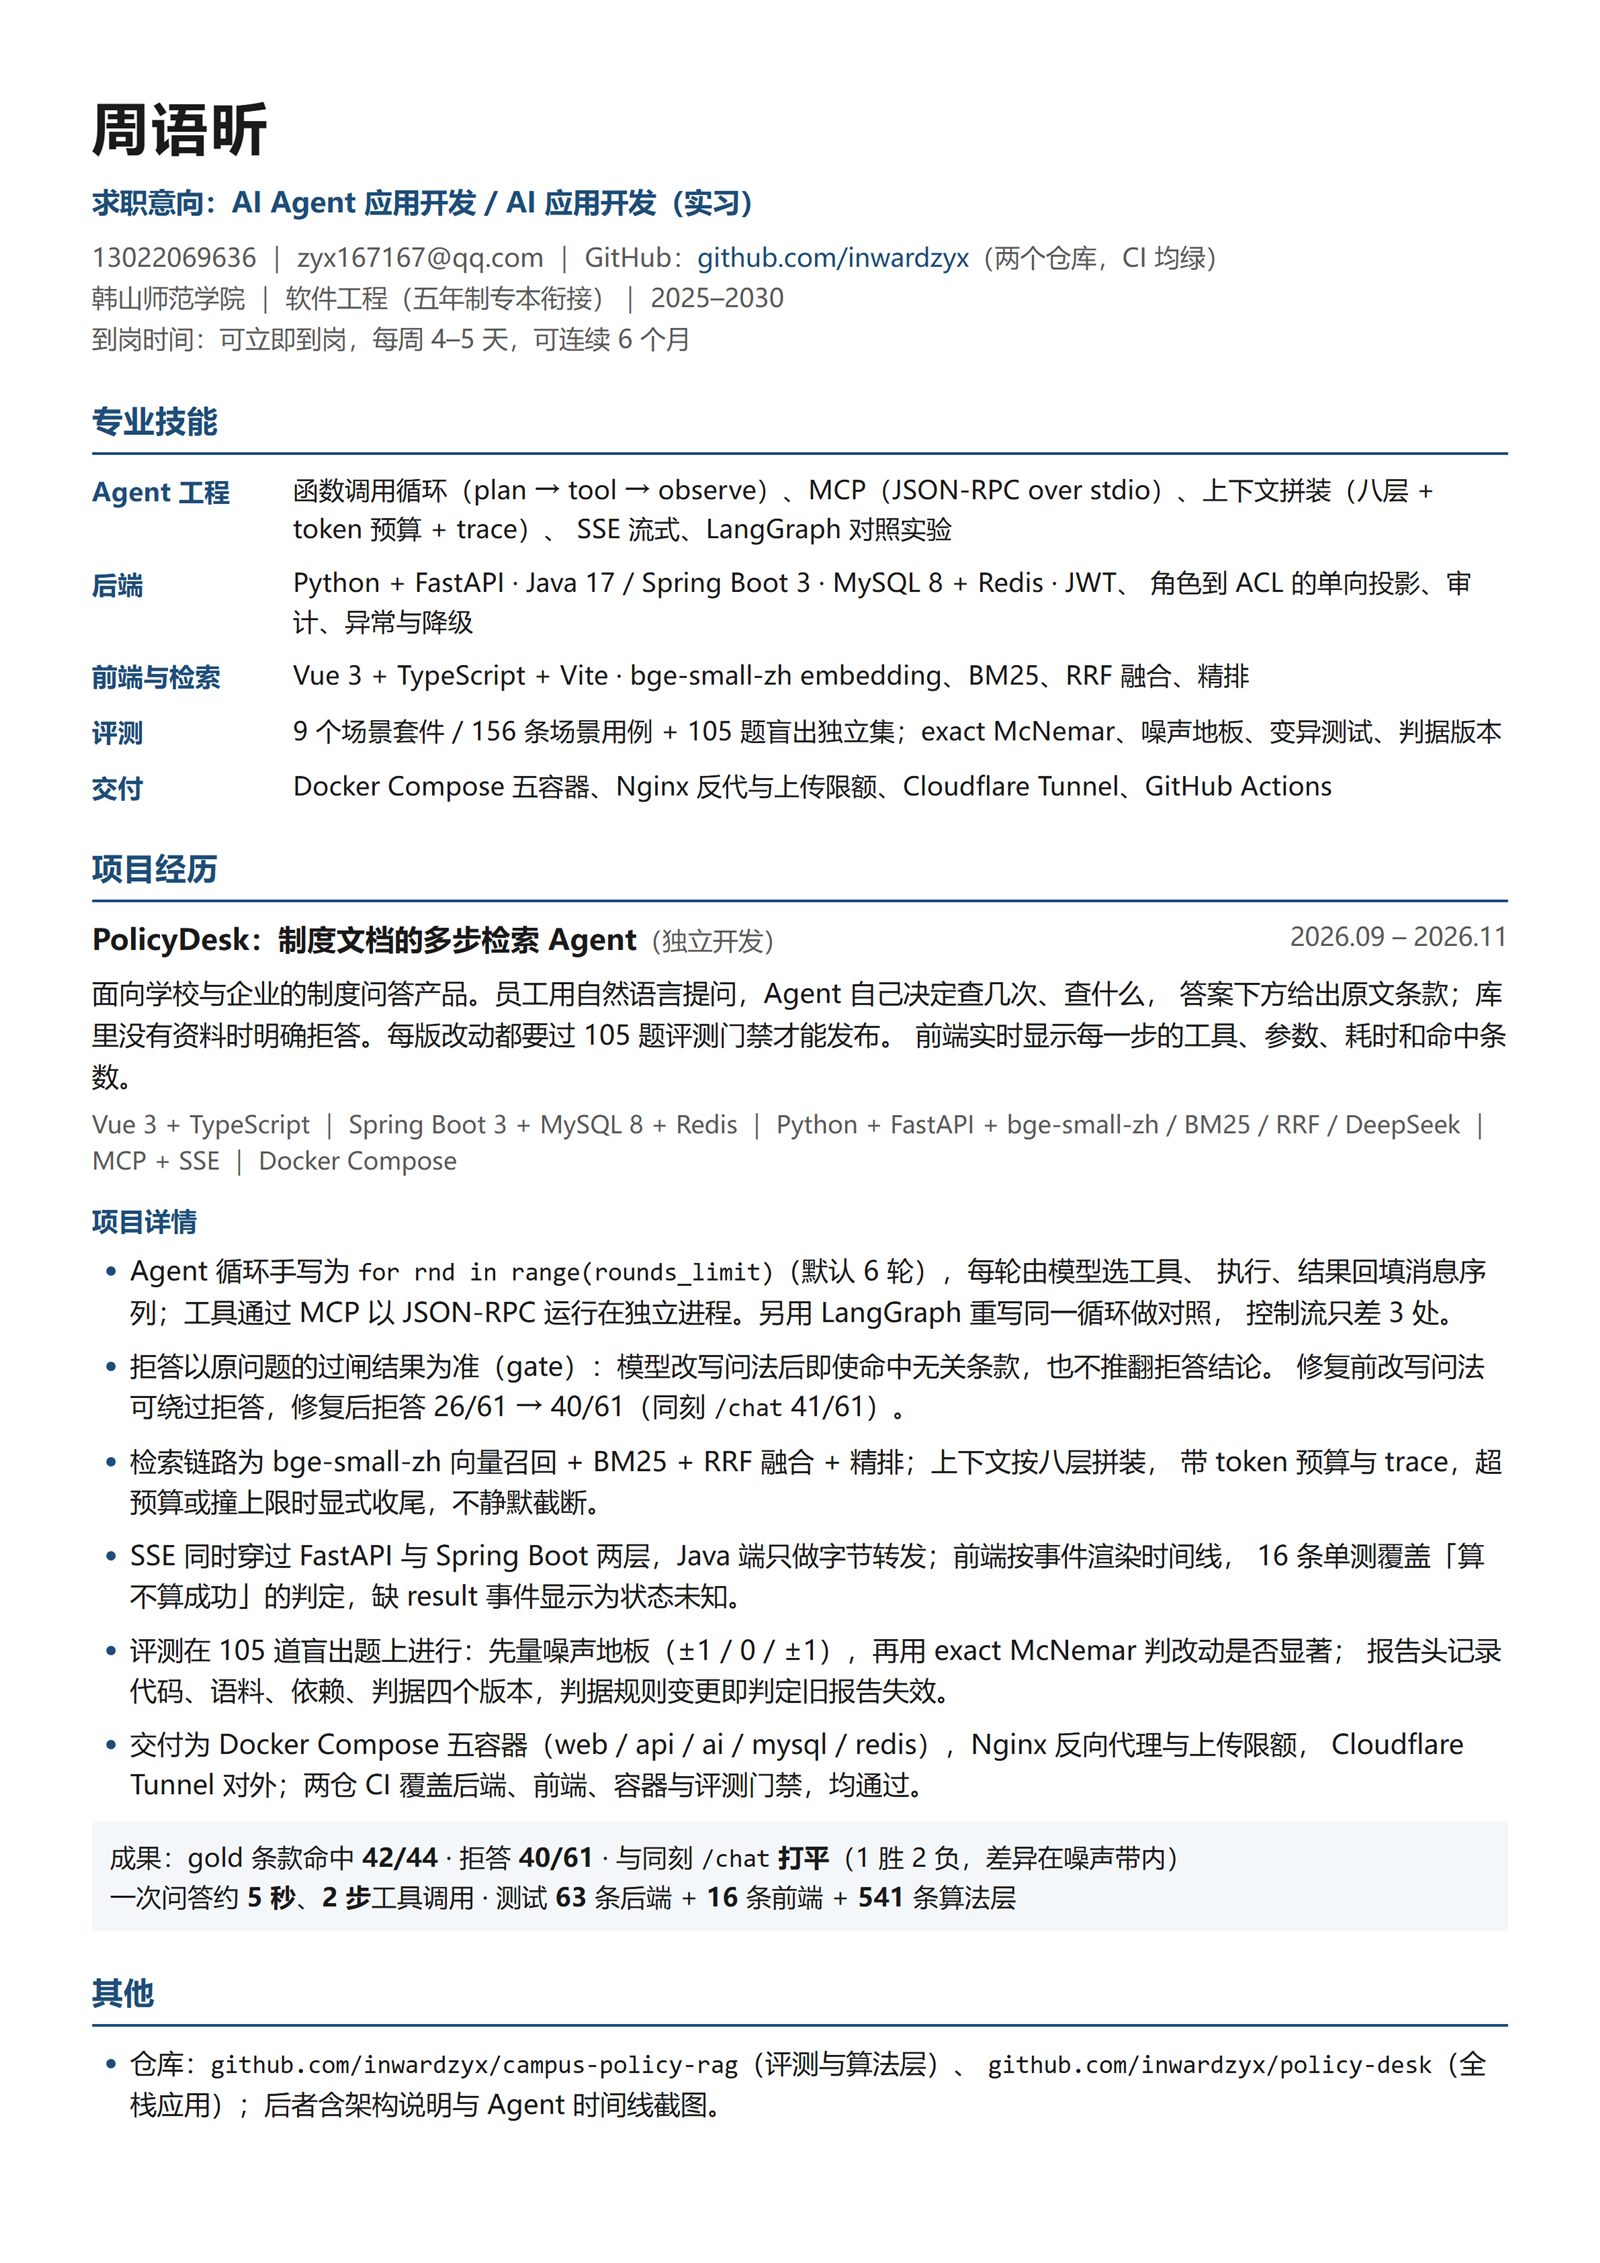 周语昕
求职意向：AI Agent 应用开发 / AI 应用开发（实习）
13022069636 ｜ zyx167167@qq.com ｜ GitHub：github.com/inwardzyx（两个仓库，CI 均绿）
韩山师范学院 ｜ 软件工程（五年制专本衔接）｜ 2025–2030
到岗时间：可立即到岗，每周 4–5 天，可连续 6 个月
专业技能
Agent 工程 函数调用循环（plan → tool → observe）、MCP（JSON-RPC over stdio）、上下文拼装（八层 +
token 预算 + trace）、 SSE 流式、LangGraph 对照实验
后端 Python + FastAPI · Java 17 / Spring Boot 3 · MySQL 8 + Redis · JWT、 角色到 ACL 的单向投影、审
计、异常与降级
前端与检索 Vue 3 + TypeScript + Vite · bge-small-zh embedding、BM25、RRF 融合、精排
评测 9 个场景套件 / 156 条场景用例 + 105 题盲出独立集；exact McNemar、噪声地板、变异测试、判据版本
交付 Docker Compose 五容器、Nginx 反代与上传限额、Cloudflare Tunnel、GitHub Actions
项目经历
PolicyDesk：制度文档的多步检索 Agent（独立开发） 2026.09 – 2026.11
面向学校与企业的制度问答产品。员工用自然语言提问，Agent 自己决定查几次、查什么， 答案下方给出原文条款；库
里没有资料时明确拒答。每版改动都要过 105 题评测门禁才能发布。 前端实时显示每一步的工具、参数、耗时和命中条
数。
Vue 3 + TypeScript ｜ Spring Boot 3 + MySQL 8 + Redis ｜ Python + FastAPI + bge-small-zh / BM25 / RRF / DeepSeek ｜
MCP + SSE ｜ Docker Compose
项目详情
• Agent 循环手写为 for rnd in range(rounds_limit)（默认 6 轮），每轮由模型选工具、 执行、结果回填消息序
列；工具通过 MCP 以 JSON-RPC 运行在独立进程。另用 LangGraph 重写同一循环做对照， 控制流只差 3 处。
• 拒答以原问题的过闸结果为准（gate）：模型改写问法后即使命中无关条款，也不推翻拒答结论。 修复前改写问法
可绕过拒答，修复后拒答 26/61 → 40/61（同刻 /chat 41/61）。
• 检索链路为 bge-small-zh 向量召回 + BM25 + RRF 融合 + 精排；上下文按八层拼装， 带 token 预算与 trace，超
预算或撞上限时显式收尾，不静默截断。
• SSE 同时穿过 FastAPI 与 Spring Boot 两层，Java 端只做字节转发；前端按事件渲染时间线， 16 条单测覆盖「算
不算成功」的判定，缺 result 事件显示为状态未知。
• 评测在 105 道盲出题上进行：先量噪声地板（±1 / 0 / ±1），再用 exact McNemar 判改动是否显著； 报告头记录
代码、语料、依赖、判据四个版本，判据规则变更即判定旧报告失效。
• 交付为 Docker Compose 五容器（web / api / ai / mysql / redis），Nginx 反向代理与上传限额， Cloudflare
Tunnel 对外；两仓 CI 覆盖后端、前端、容器与评测门禁，均通过。
成果：gold 条款命中 42/44 · 拒答 40/61 · 与同刻 /chat 打平（1 胜 2 负，差异在噪声带内）
一次问答约 5 秒、2 步工具调用 · 测试 63 条后端 + 16 条前端 + 541 条算法层
其他
• 仓库：github.com/inwardzyx/campus-policy-rag（评测与算法层）、 github.com/inwardzyx/policy-desk（全
栈应用）；后者含架构说明与 Agent 时间线截图。